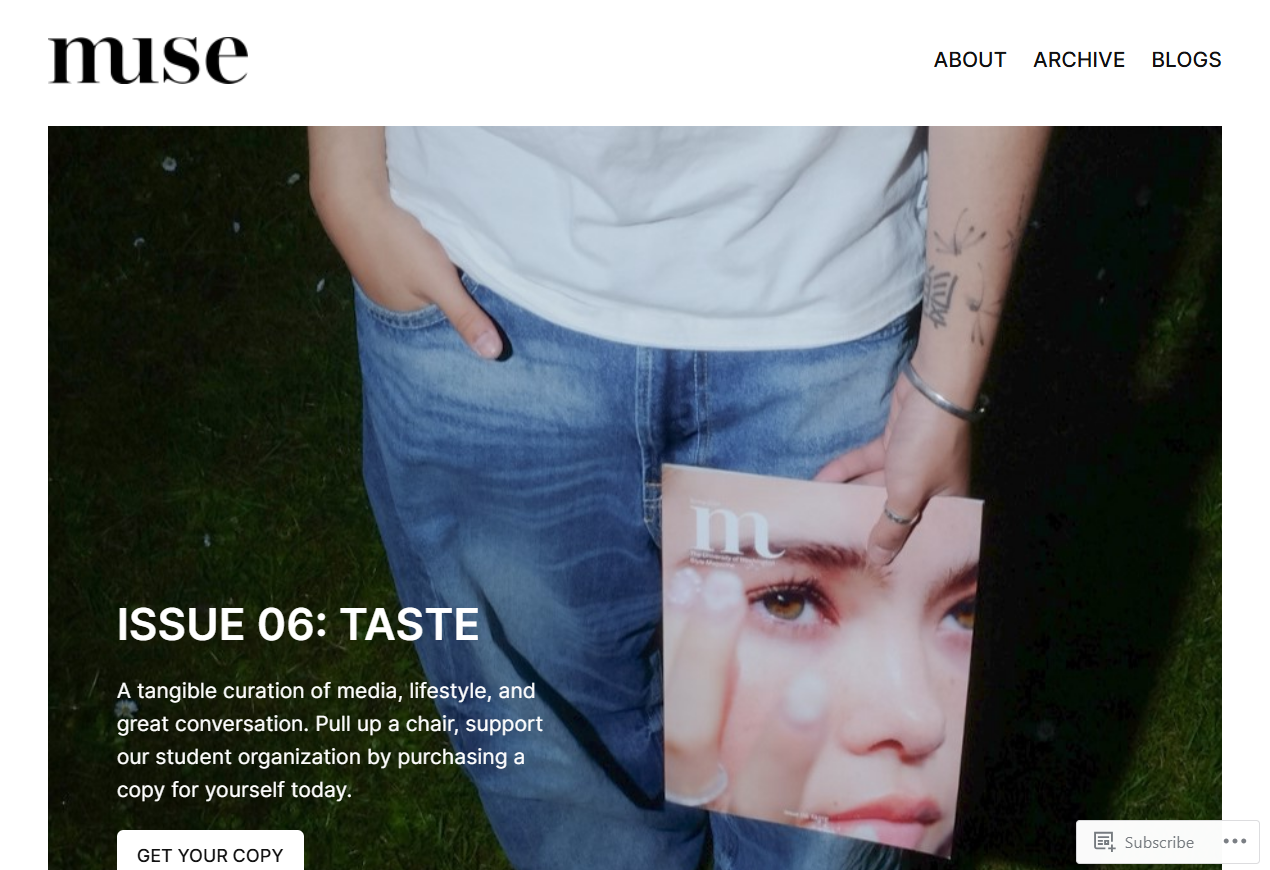 muse
ABOUT ARCHIVE BLOGS
m
ISSUE 06: TASTE
A tangible curation of media, lifestyle, and
great conversation. Pull up a chair, support
our student organization by purchasing a
copy for yourself today.
GET YOUR COPY
Subscribe